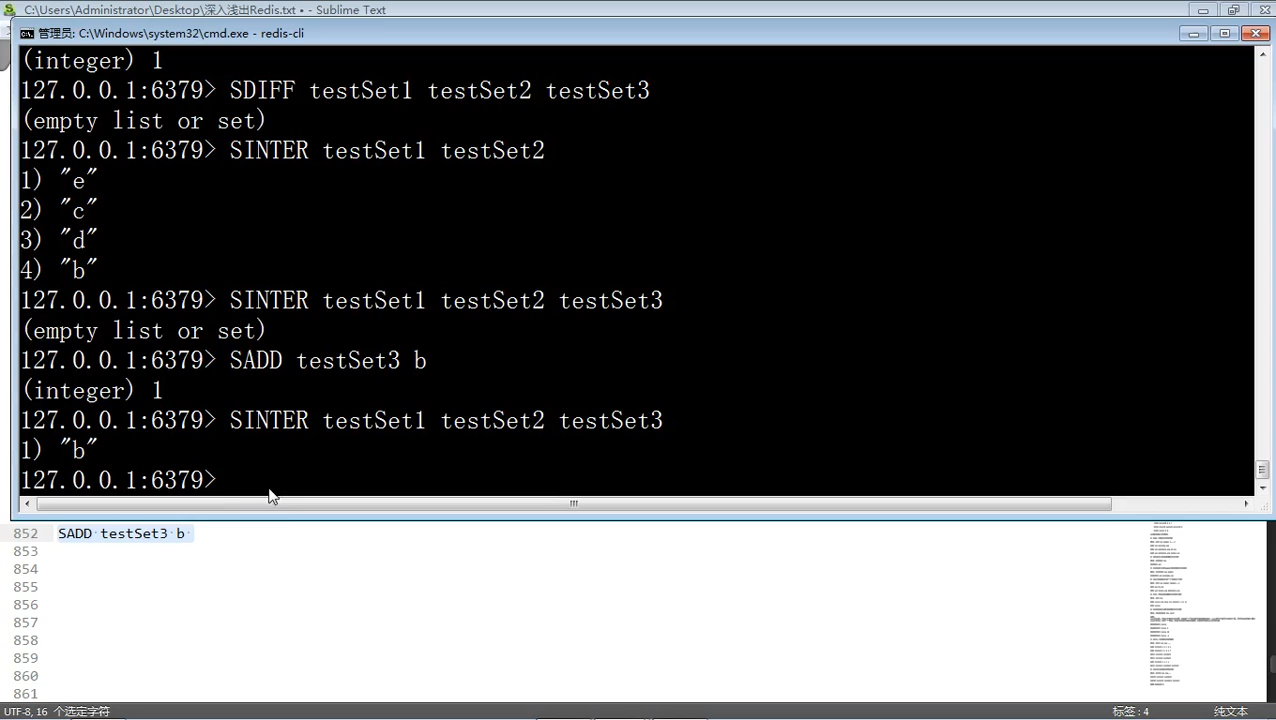 C:\Users\Administrator\Desktop\深入浅出Redis.txt • - Sublime Text
管理员: C:\Windows\system32\cmd.exe - redis-cli
(integer) 1
127.0.0.1:6379> SDIFF testSet1 testSet2 testSet3
(empty list or set)
127.0.0.1:6379> SINTER testSet1 testSet2
1) "e"
2) "c"
3) "d"
4) "b"
127.0.0.1:6379> SINTER testSet1 testSet2 testSet3
(empty list or set)
127.0.0.1:6379> SADD testSet3 b
(integer) 1
127.0.0.1:6379> SINTER testSet1 testSet2 testSet3
1) "b"
127.0.0.1:6379>
852 SADD testSet3 b
853
854
855
856
857
858
859
860
861
UTF-8, 16 个选定字符 标签: 4 纯文本